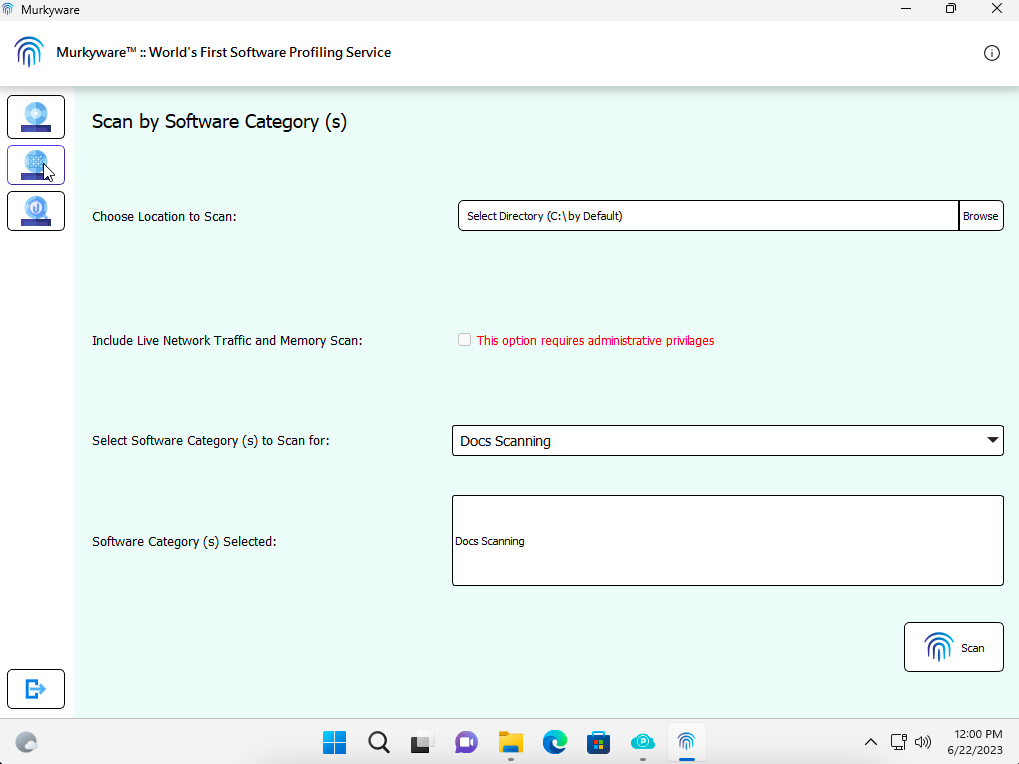 Murkyware
Murkyware™ :: World's First Software Profiling Service
Scan by Software Category (s)
Choose Location to Scan:
Select Directory (C:\ by Default)
Browse
Include Live Network Traffic and Memory Scan:
This option requires administrative privilages
Select Software Category (s) to Scan for:
Docs Scanning
Software Category (s) Selected:
Docs Scanning
Scan
12:00 PM
6/22/2023